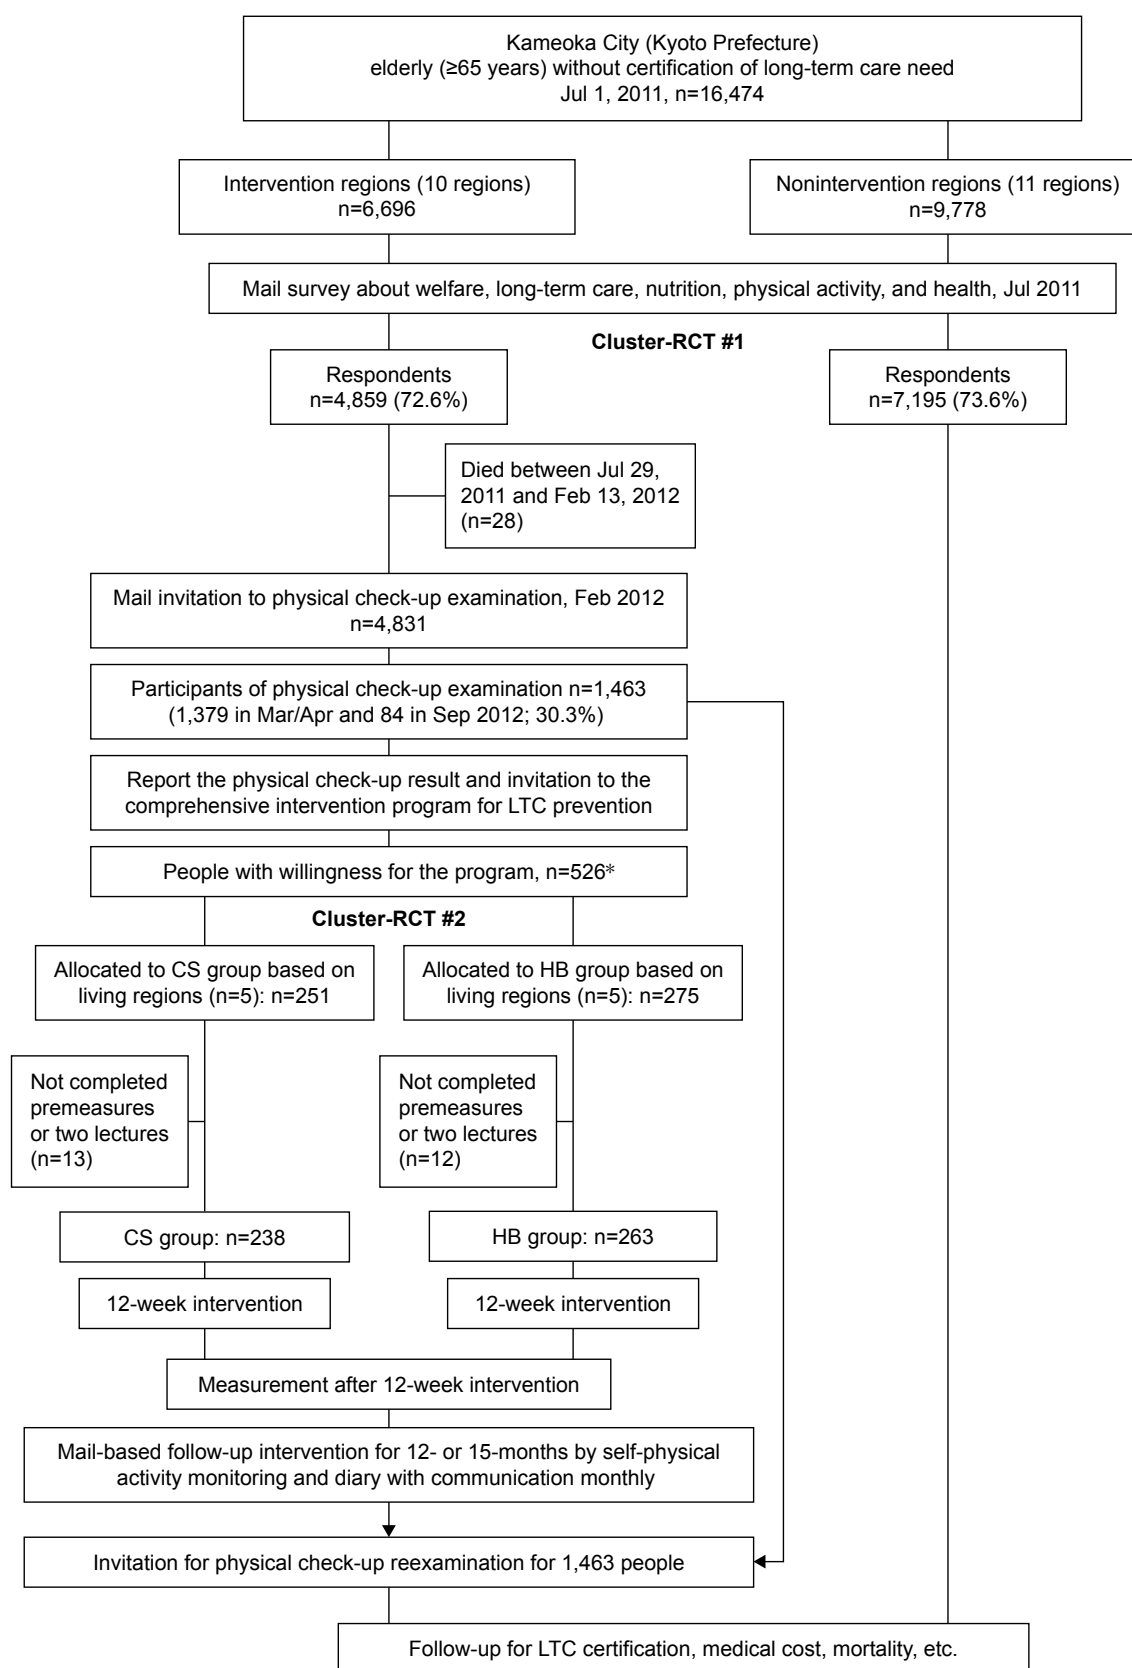 Kameoka City (Kyoto Prefecture)
elderly (≥65 years) without certification of long-term care need
Jul 1, 2011, n=16,474
Intervention regions (10 regions)
n=6,696
Nonintervention regions (11 regions)
n=9,778
Mail survey about welfare, long-term care, nutrition, physical activity, and health, Jul 2011
Cluster-RCT #1
Respondents
n=4,859 (72.6%)
Respondents
n=7,195 (73.6%)
Died between Jul 29,
2011 and Feb 13, 2012
(n=28)
Mail invitation to physical check-up examination, Feb 2012
n=4,831
Participants of physical check-up examination n=1,463
(1,379 in Mar/Apr and 84 in Sep 2012; 30.3%)
Report the physical check-up result and invitation to the
comprehensive intervention program for LTC prevention
People with willingness for the program, n=526*
Cluster-RCT #2
Allocated to CS group based on
living regions (n=5): n=251
Allocated to HB group based on
living regions (n=5): n=275
Not completed
premeasures
or two lectures
(n=13)
Not completed
premeasures
or two lectures
(n=12)
CS group: n=238
HB group: n=263
12-week intervention
12-week intervention
Measurement after 12-week intervention
Mail-based follow-up intervention for 12- or 15-months by self-physical
activity monitoring and diary with communication monthly
Invitation for physical check-up reexamination for 1,463 people
Follow-up for LTC certification, medical cost, mortality, etc.